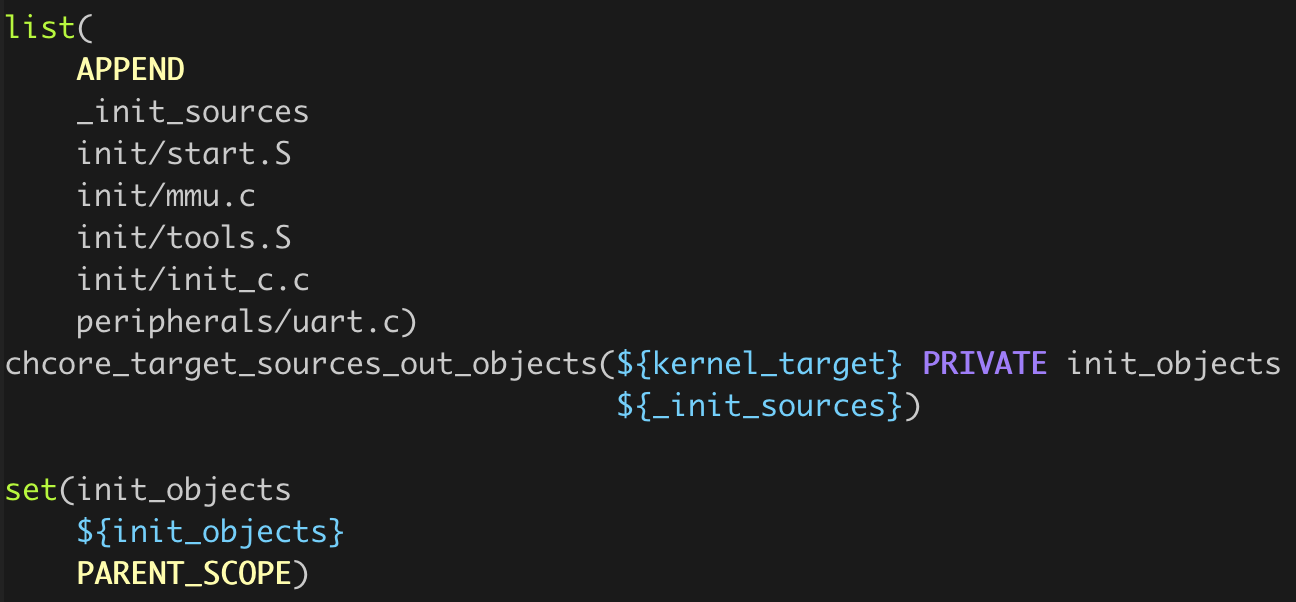 list(
    APPEND
    _init_sources
    init/start.S
    init/mmu.c
    init/tools.S
    init/init_c.c
    peripherals/uart.c)
chcore_target_sources_out_objects(${kernel_target} PRIVATE init_objects
                                  ${_init_sources})

set(init_objects
    ${init_objects}
    PARENT_SCOPE)